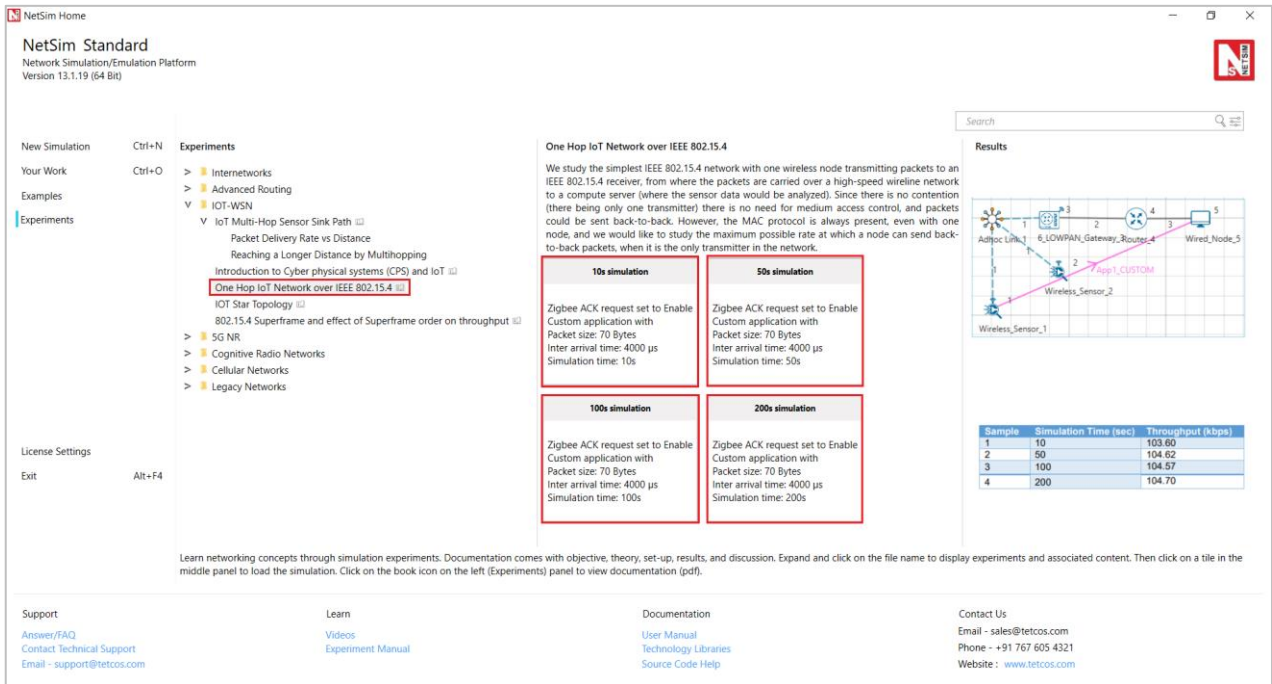 NetSim Home
NetSim Standard
Network Simulation/Emulation Platform
Version 13.1.19 (64 Bit)
NETSIM
Search
New Simulation Ctrl+N
Your Work Ctrl+O
Examples
Experiments
License Settings
Exit Alt+F4
Experiments
> Internetworks
> Advanced Routing
V IOT-WSN
V IoT Multi-Hop Sensor Sink Path
Packet Delivery Rate vs Distance
Reaching a Longer Distance by Multihopping
Introduction to Cyber physical systems (CPS) and IoT
One Hop IoT Network over IEEE 802.15.4
IOT Star Topology
802.15.4 Superframe and effect of Superframe order on throughput
> 5G NR
> Cognitive Radio Networks
> Cellular Networks
> Legacy Networks
One Hop IoT Network over IEEE 802.15.4
We study the simplest IEEE 802.15.4 network with one wireless node transmitting packets to an
IEEE 802.15.4 receiver, from where the packets are carried over a high-speed wireline network
to a compute server (where the sensor data would be analyzed). Since there is no contention
(there being only one transmitter) there is no need for medium access control, and packets
could be sent back-to-back. However, the MAC protocol is always present, even with one
node, and we would like to study the maximum possible rate at which a node can send back-
to-back packets, when it is the only transmitter in the network.
10s simulation
Zigbee ACK request set to Enable
Custom application with
Packet size: 70 Bytes
Inter arrival time: 4000 µs
Simulation time: 10s
50s simulation
Zigbee ACK request set to Enable
Custom application with
Packet size: 70 Bytes
Inter arrival time: 4000 µs
Simulation time: 50s
100s simulation
Zigbee ACK request set to Enable
Custom application with
Packet size: 70 Bytes
Inter arrival time: 4000 µs
Simulation time: 100s
200s simulation
Zigbee ACK request set to Enable
Custom application with
Packet size: 70 Bytes
Inter arrival time: 4000 µs
Simulation time: 200s
Results
3 4 5
1 2 3
Adhoc Link_1 6_LOWPAN_Gateway_3 Router_4 Wired_Node_5
1
1 2 App1_CUSTOM
Wireless_Sensor_2
1
Wireless_Sensor_1
Sample Simulation Time (sec) Throughput (kbps)
1 10 103.60
2 50 104.62
3 100 104.57
4 200 104.70
Learn networking concepts through simulation experiments. Documentation comes with objective, theory, set-up, results, and discussion. Expand and click on the file name to display experiments and associated content. Then click on a tile in the
middle panel to load the simulation. Click on the book icon on the left (Experiments) panel to view documentation (pdf).
Support
Answer/FAQ
Contact Technical Support
Email - support@tetcos.com
Learn
Videos
Experiment Manual
Documentation
User Manual
Technology Libraries
Source Code Help
Contact Us
Email - sales@tetcos.com
Phone - +91 767 605 4321
Website : www.tetcos.com